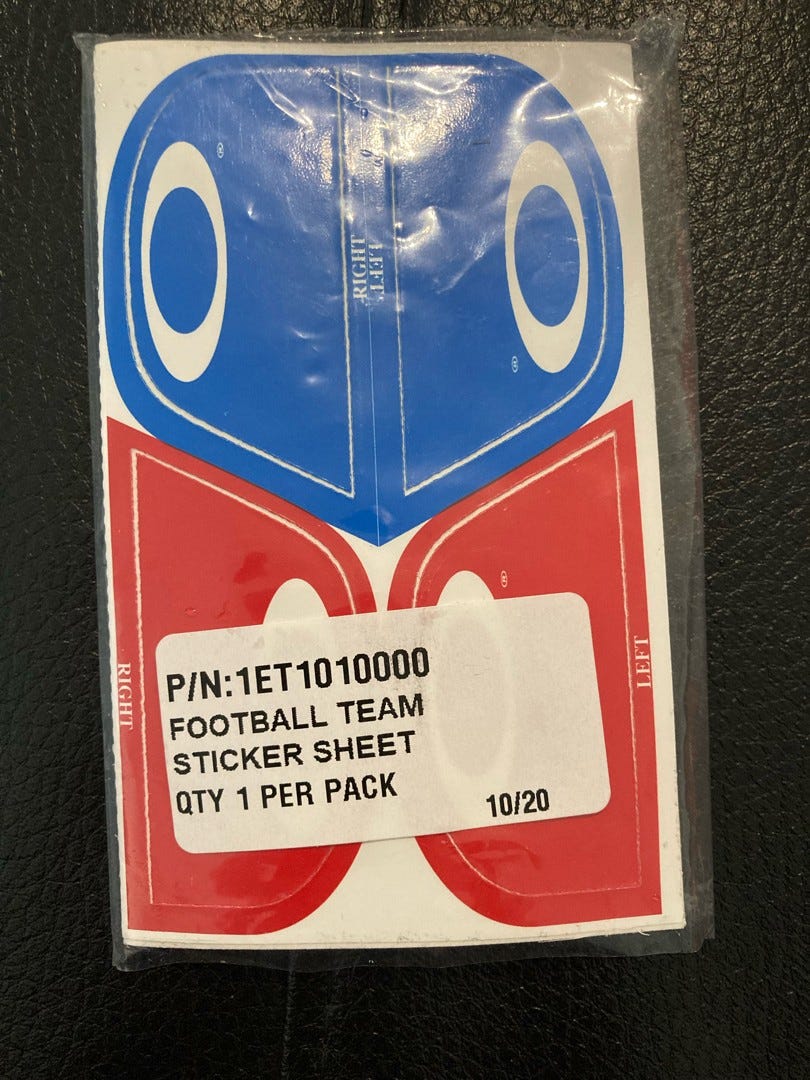 ®
RIGHT
LEFT
®
®
RIGHT
LEFT
P/N:1ET1010000
FOOTBALL TEAM
STICKER SHEET
QTY 1 PER PACK
10/20